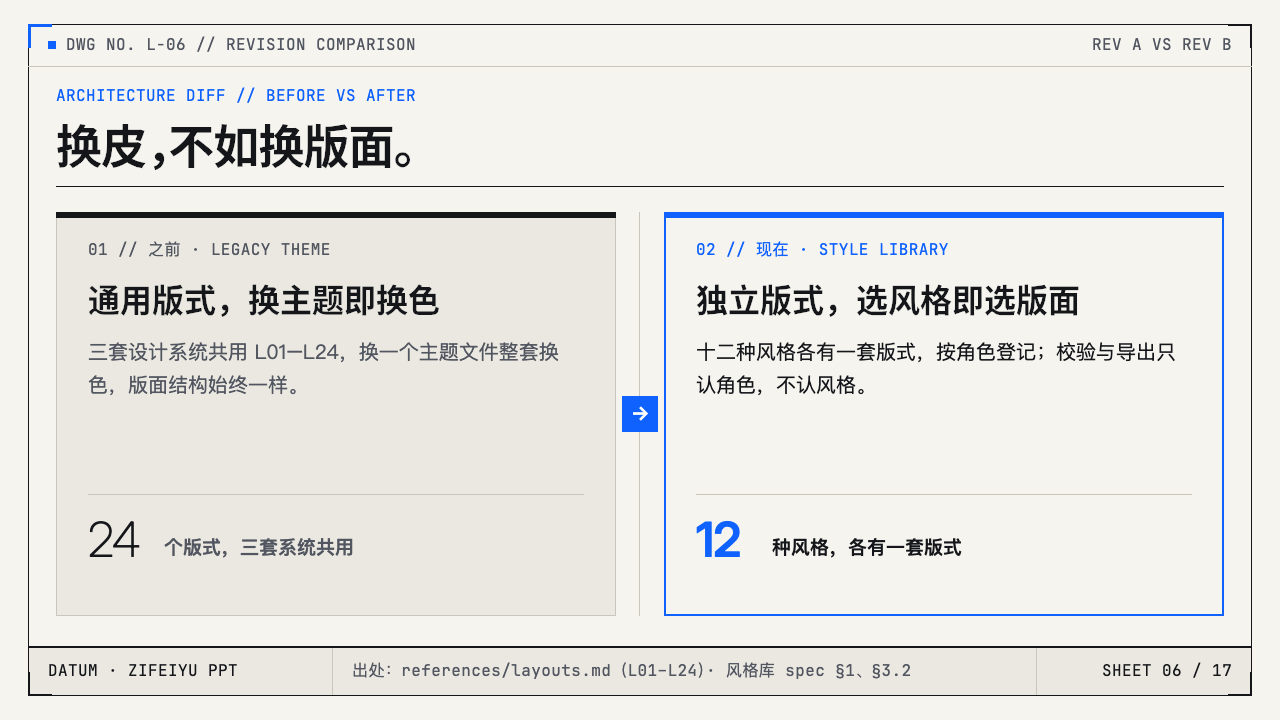 DWG NO. L-06 // REVISION COMPARISON
REV A VS REV B
ARCHITECTURE DIFF // BEFORE VS AFTER
换皮，不如换版面。
01 // 之前 · LEGACY THEME
通用版式，换主题即换色
三套设计系统共用 L01—L24，换一个主题文件整套换
色，版面结构始终一样。
24 个版式，三套系统共用
→
02 // 现在 · STYLE LIBRARY
独立版式，选风格即选版面
十二种风格各有一套版式，按角色登记；校验与导出只
认角色，不认风格。
12 种风格，各有一套版式
DATUM · ZIFEIYU PPT
出处：references/layouts.md（L01–L24）· 风格库 spec §1、§3.2
SHEET 06 / 17